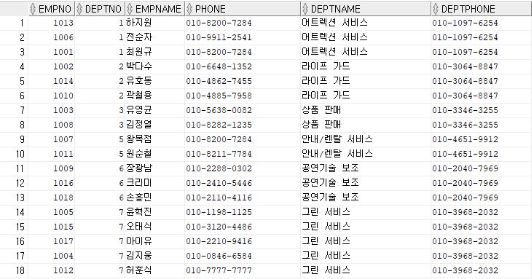 EMPNO DEPTNO EMPNAME PHONE DEPTNAME DEPTPHONE
1 1013 1 하지원 010-8200-7284 어트렉션 서비스 010-1097-6254
2 1006 1 전순자 010-9911-2541 어트렉션 서비스 010-1097-6254
3 1001 1 최원규 010-8200-7284 어트렉션 서비스 010-1097-6254
4 1002 2 박다수 010-6648-1352 라이프 가드 010-3064-8847
5 1014 2 유호동 010-4862-7455 라이프 가드 010-3064-8847
6 1010 2 곽철용 010-4885-7958 라이프 가드 010-3064-8847
7 1003 3 유영균 010-5638-0082 상품 판매 010-3346-3255
8 1008 3 김정열 010-8282-1235 상품 판매 010-3346-3255
9 1007 5 왕목점 010-8200-7284 안내/렌탈 서비스 010-4651-9912
10 1011 5 원순철 010-8211-7784 안내/렌탈 서비스 010-4651-9912
11 1009 6 장황남 010-2288-0302 공연기술 보조 010-2040-7969
12 1016 6 크리미 010-2410-5446 공연기술 보조 010-2040-7969
13 1018 6 손흥민 010-2110-4116 공연기술 보조 010-2040-7969
14 1005 7 윤혁진 010-1198-1125 그린 서비스 010-3968-2032
15 1015 7 오태석 010-3120-4486 그린 서비스 010-3968-2032
16 1017 7 마미유 010-2210-9416 그린 서비스 010-3968-2032
17 1004 7 김지웅 010-0846-6584 그린 서비스 010-3968-2032
18 1012 7 허훈식 010-7777-7777 그린 서비스 010-3968-2032